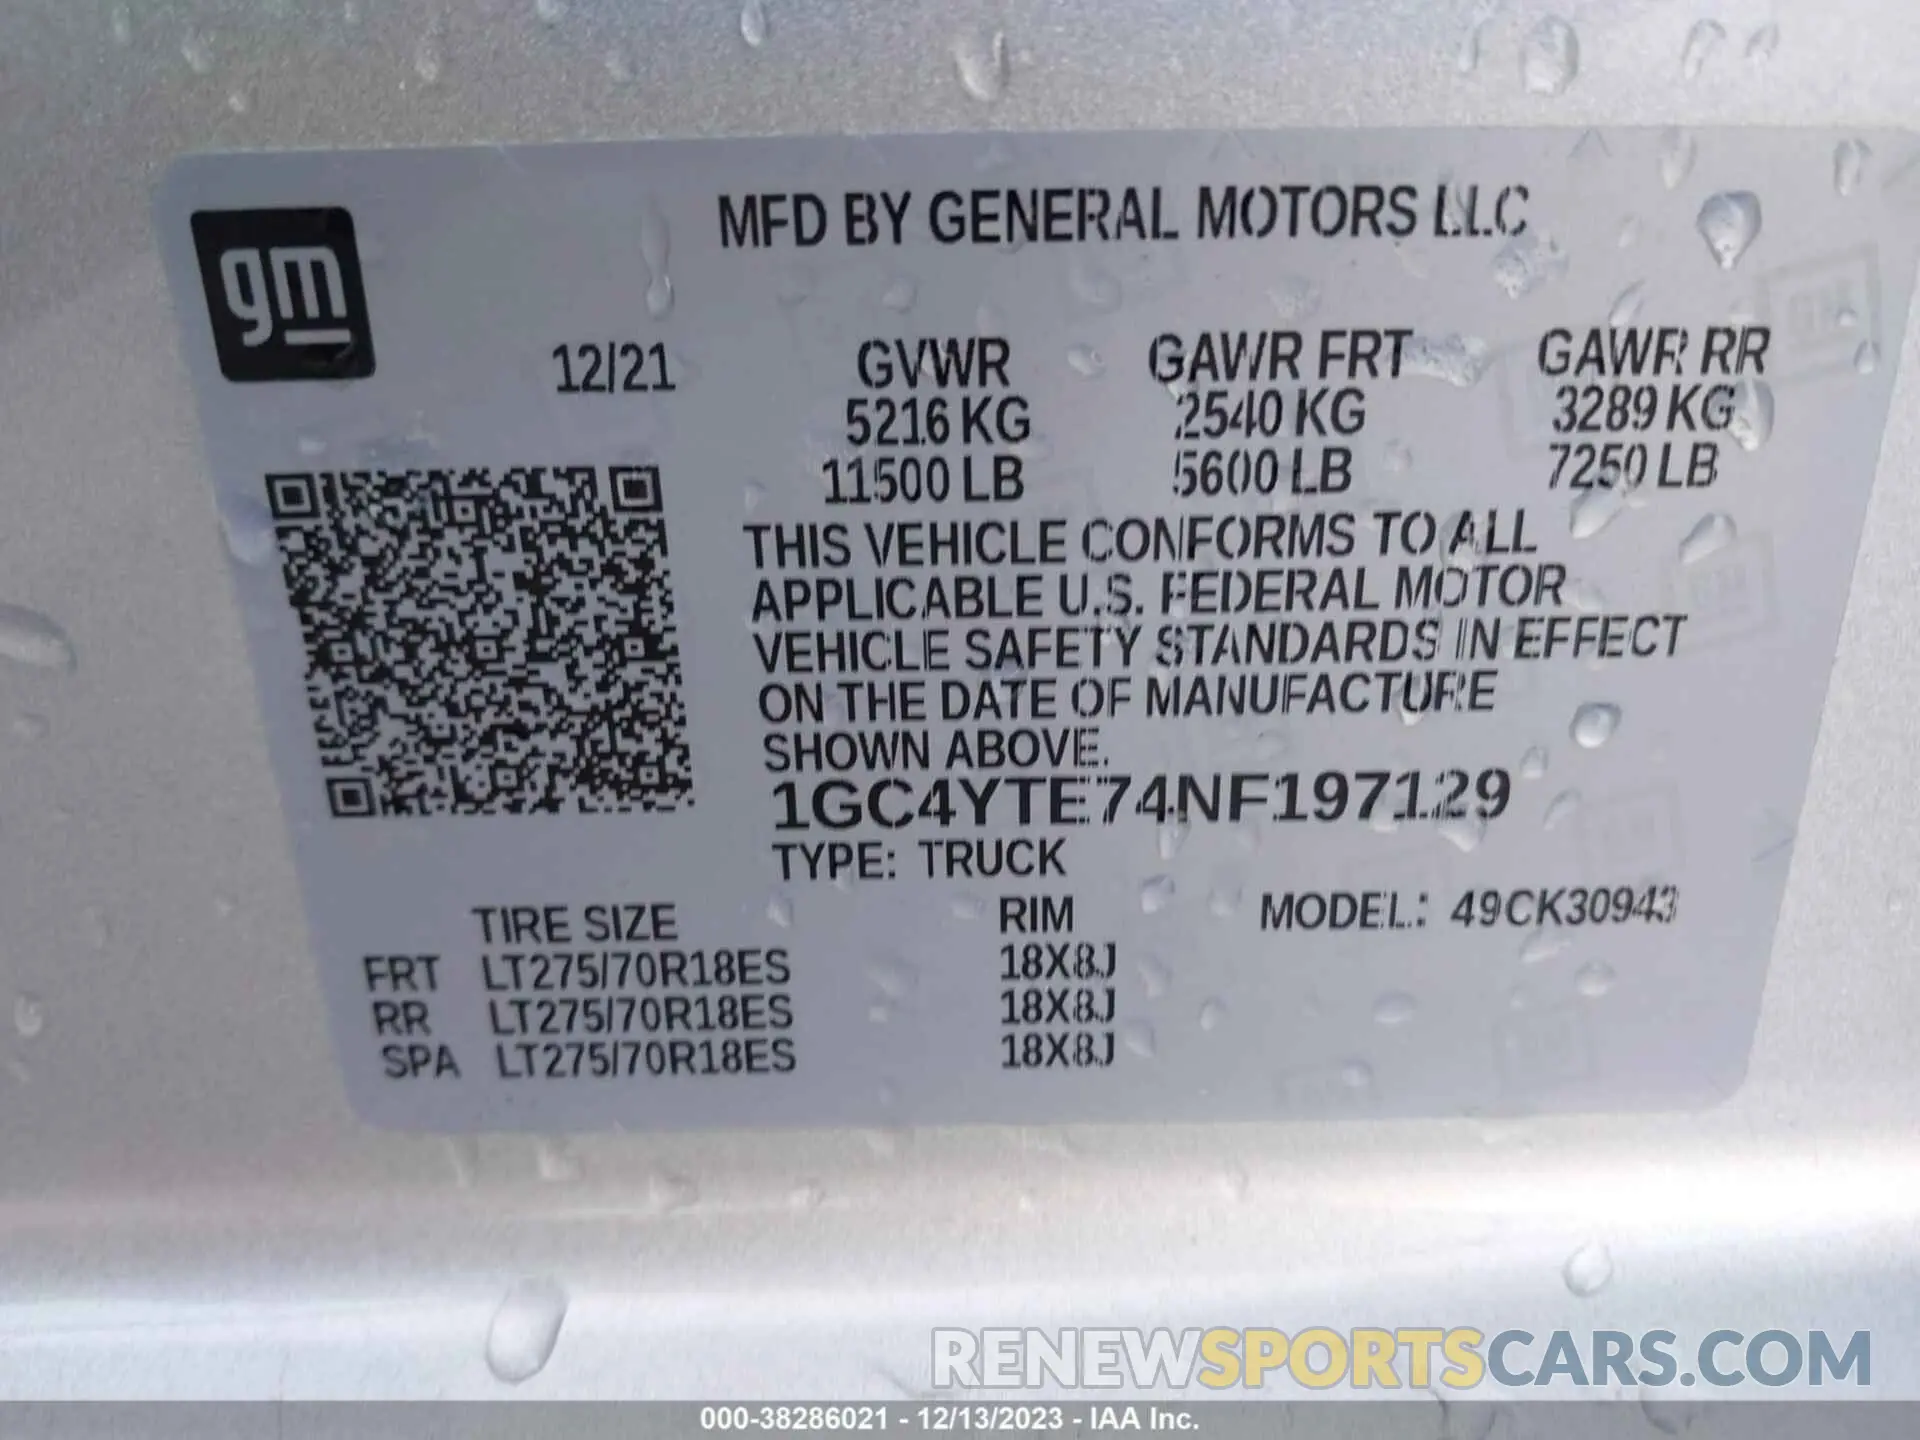 MFD BY GENERAL MOTORS LLC
gm
12/21 GVWR GAWR FRT GAWR RR
5216 KG 2540 KG 3289 KG
11500 LB 5600 LB 7250 LB
THIS VEHICLE CONFORMS TO ALL
APPLICABLE U.S. FEDERAL MOTOR
VEHICLE SAFETY STANDARDS IN EFFECT
ON THE DATE OF MANUFACTURE
SHOWN ABOVE.
1GC4YTE74NF197129
TYPE: TRUCK
TIRE SIZE RIM MODEL: 49CK30943
FRT LT275/70R18ES 18X8J
RR LT275/70R18ES 18X8J
SPA LT275/70R18ES 18X8J
RENEWSPORTSCARS.COM
000-38286021 - 12/13/2023 - IAA Inc.